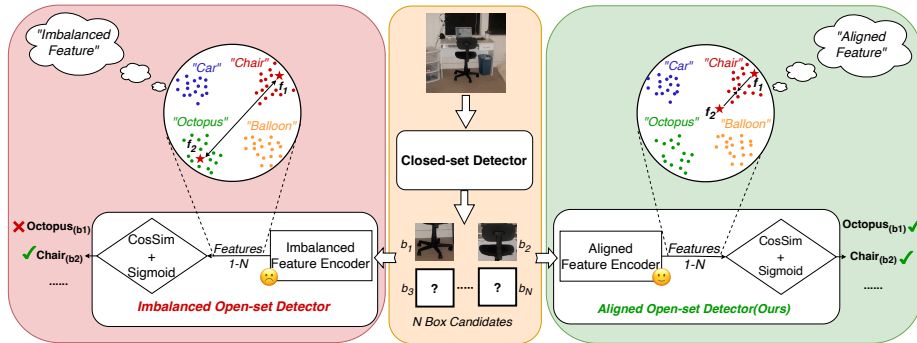 "Imbalanced
Feature"
"Car"
"Chair"
f1
"Octopus"
f2
"Balloon"
Octopus(b1)
Chair(b2)
......
CosSim
+
Sigmoid
Features
1-N
Imbalanced
Feature Encoder
Imbalanced Open-set Detector
Closed-set Detector
b1
b2
b3
?
.....
?
bN
N Box Candidates
"Aligned
Feature"
"Car"
"Chair"
f1
f2
"Octopus"
"Balloon"
Aligned
Feature Encoder
Features
1-N
CosSim
+
Sigmoid
Octopus(b1)
Chair(b2)
......
Aligned Open-set Detector(Ours)